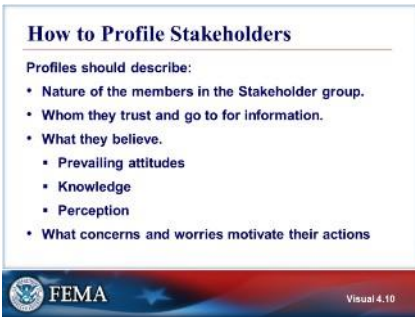 How to Profile Stakeholders
Profiles should describe:
• Nature of the members in the Stakeholder group.
• Whom they trust and go to for information.
• What they believe.
▪ Prevailing attitudes
▪ Knowledge
▪ Perception
• What concerns and worries motivate their actions
FEMA
Visual 4.10